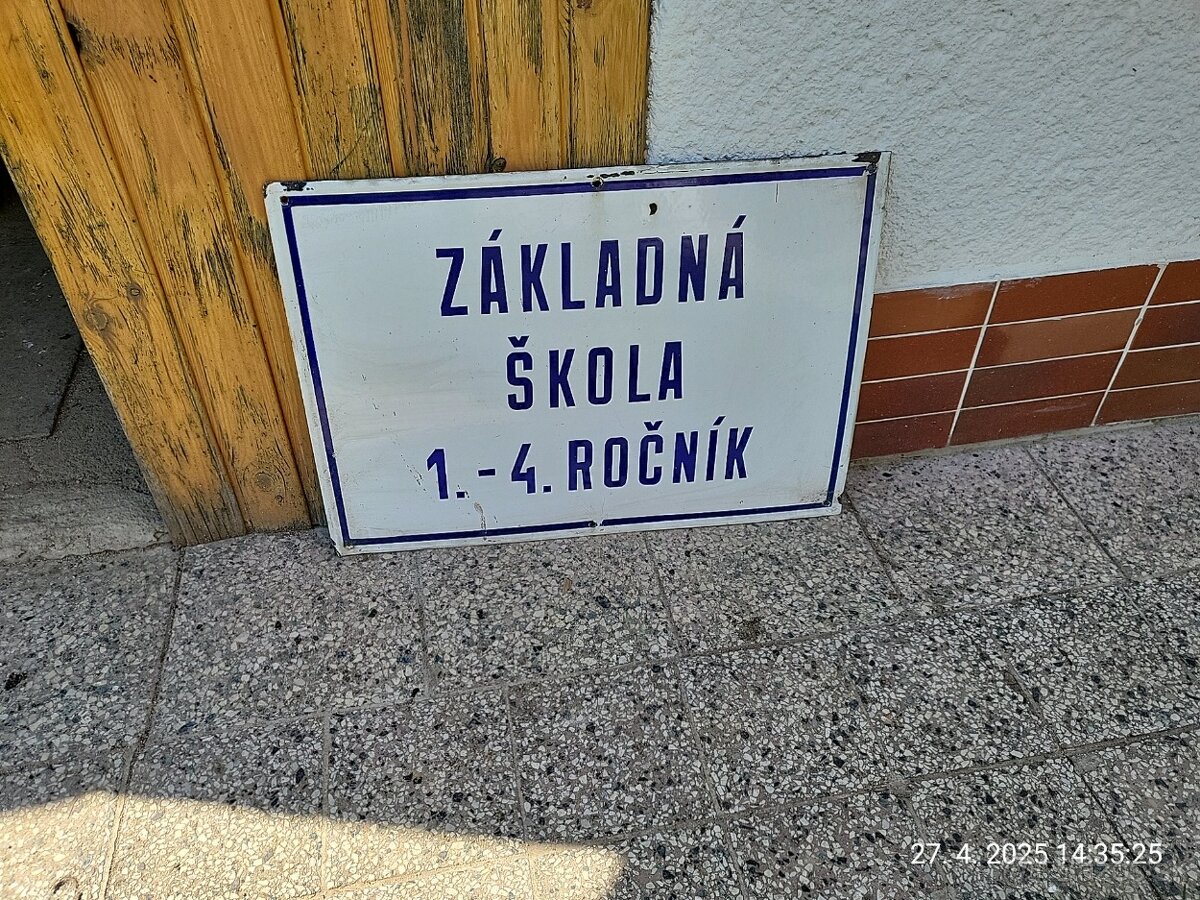 ZÁKLADNÁ
ŠKOLA
1.-4. ROČNÍK
27. 4. 2025 14:35:25